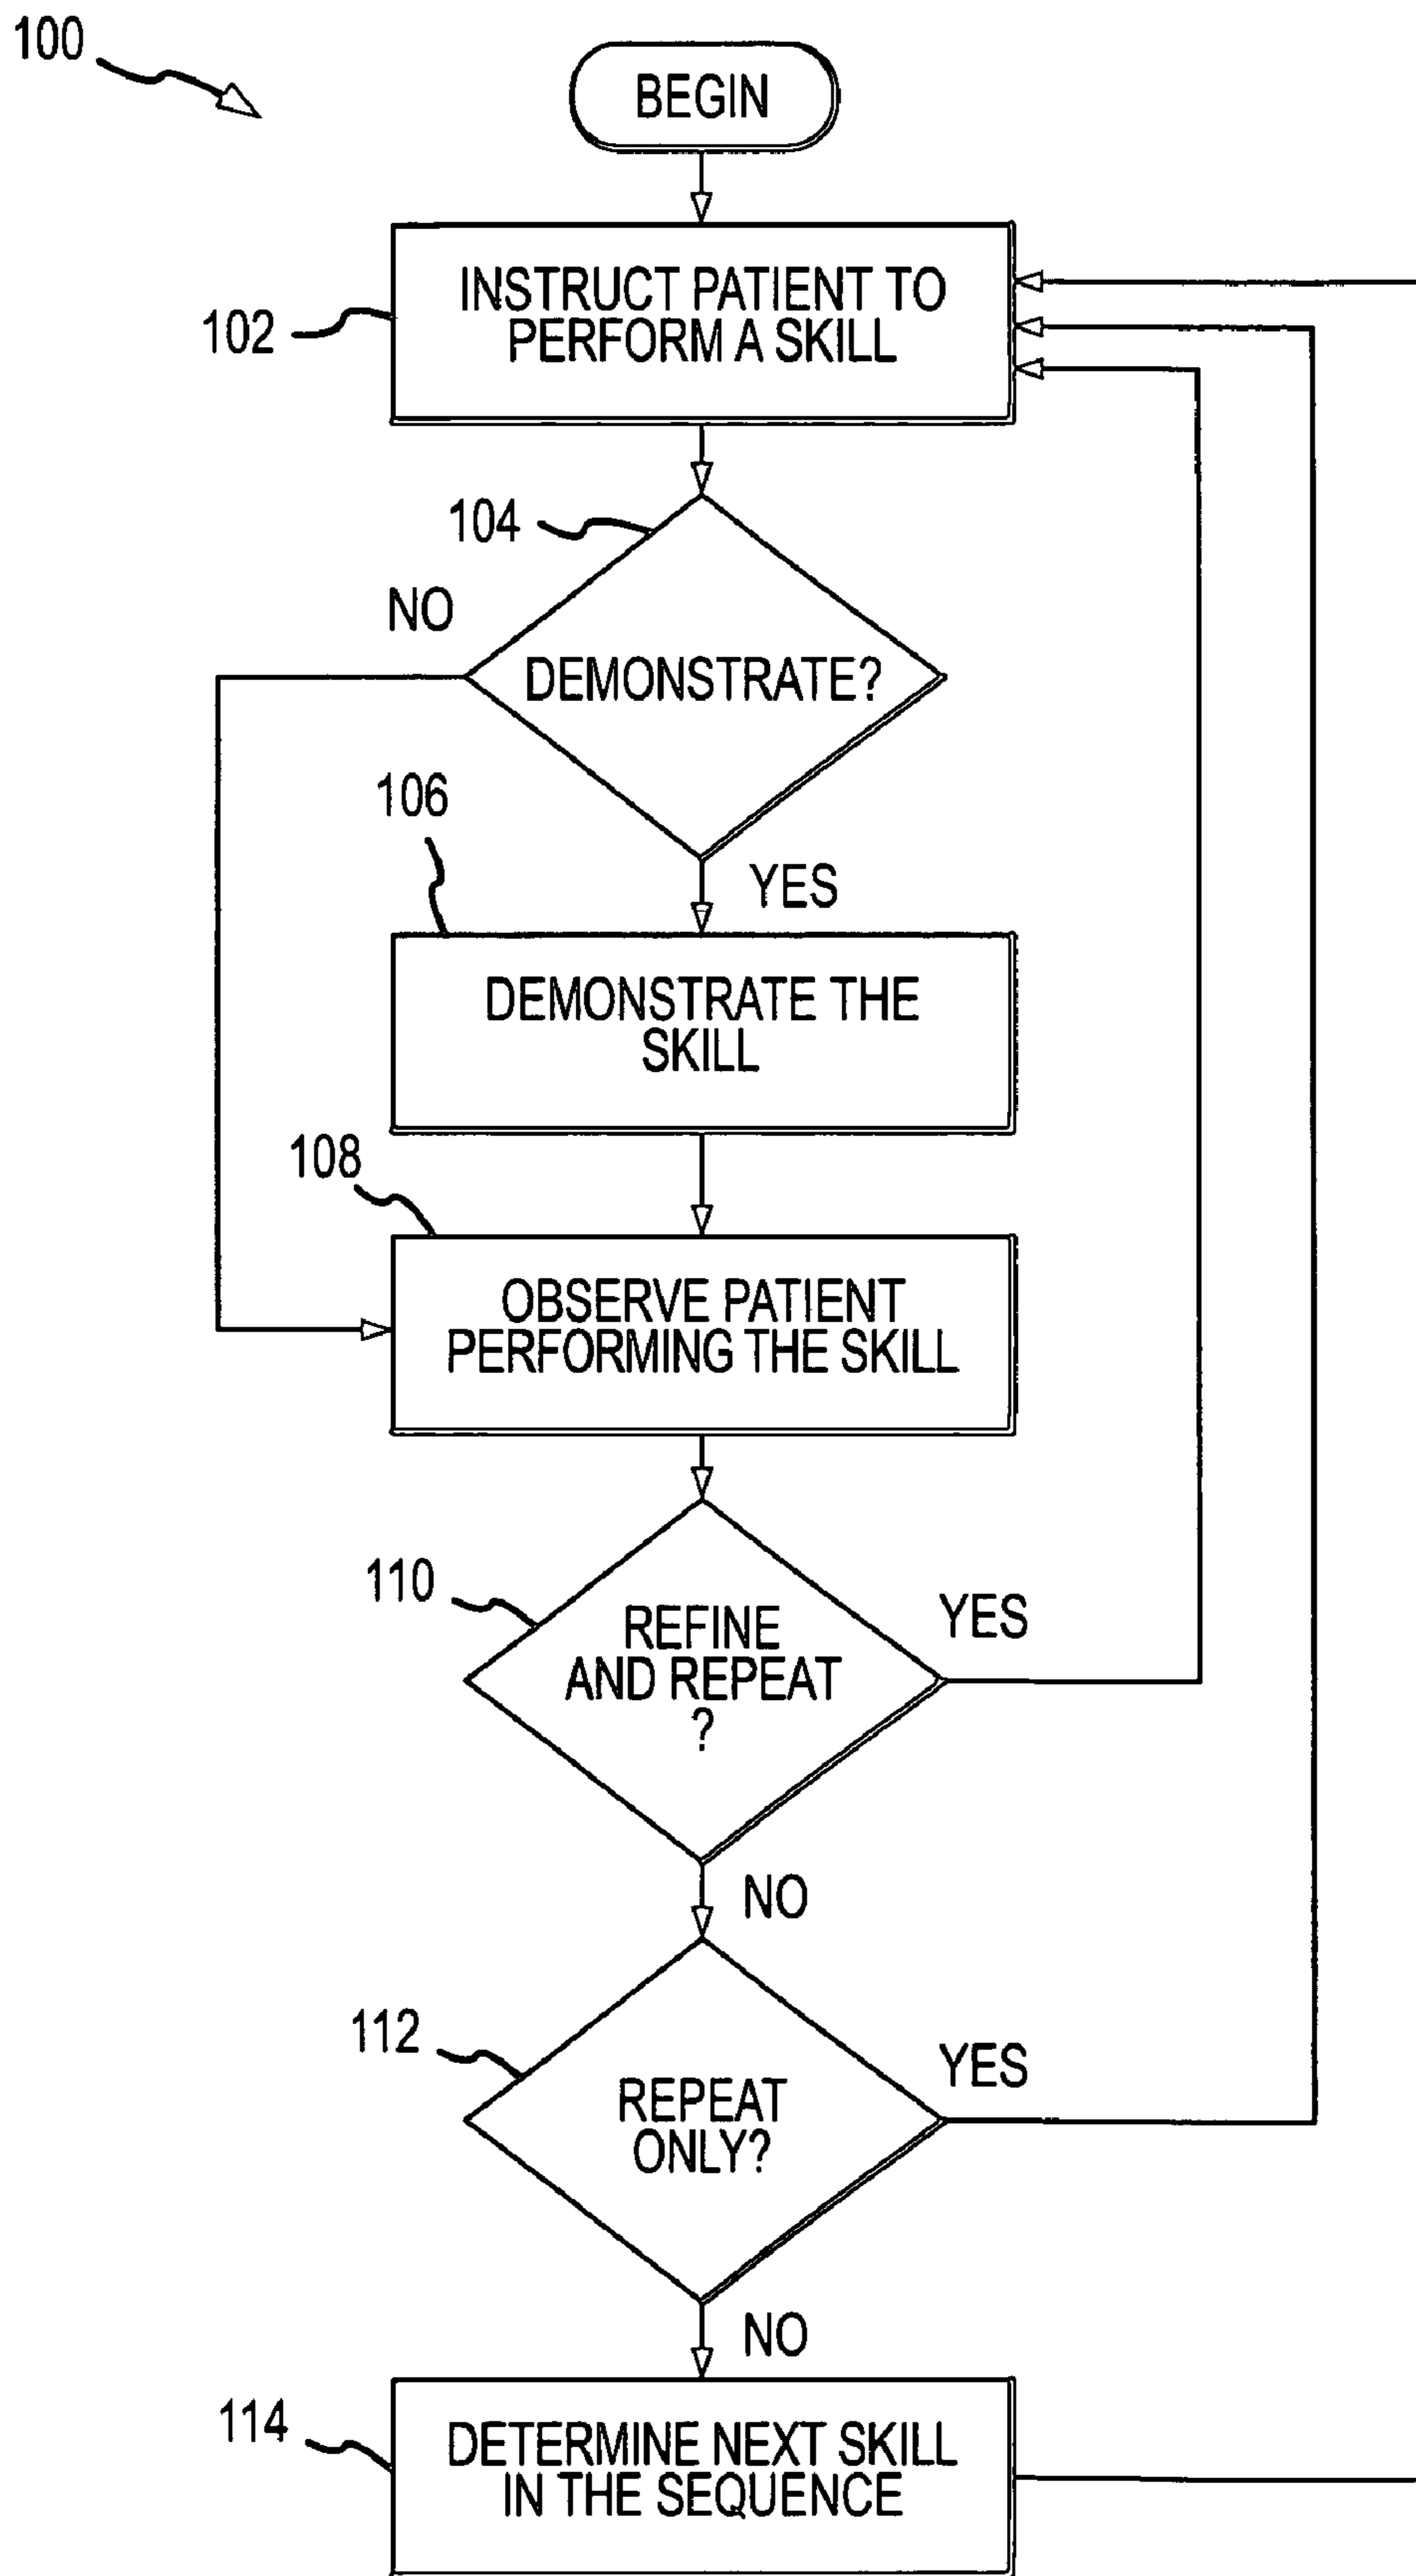 100
BEGIN
INSTRUCT PATIENT TO
PERFORM A SKILL
102
104
NO
DEMONSTRATE?
106
YES
DEMONSTRATE THE
SKILL
108
OBSERVE PATIENT
PERFORMING THE SKILL
110
YES
REFINE
AND REPEAT
?
NO
112
YES
REPEAT
ONLY?
NO
114
DETERMINE NEXT SKILL
IN THE SEQUENCE